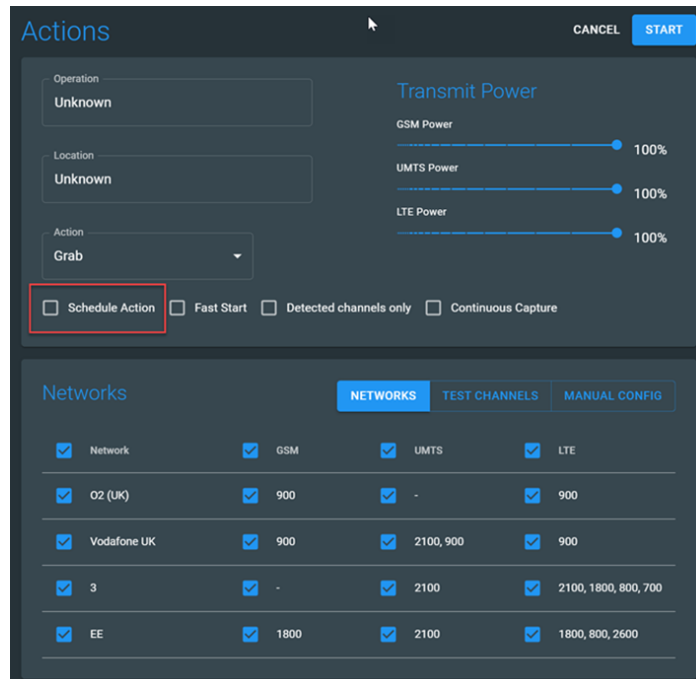 Actions
CANCEL START
Operation
Unknown
Transmit Power
GSM Power
100%
Location
Unknown
UMTS Power
100%
LTE Power
100%
Action
Grab
Schedule Action Fast Start Detected channels only Continuous Capture
Networks
NETWORKS TEST CHANNELS MANUAL CONFIG
Network GSM UMTS LTE
O2 (UK) 900 - 900
Vodafone UK 900 2100, 900 900
3 - 2100 2100, 1800, 800, 700
EE 1800 2100 1800, 800, 2600